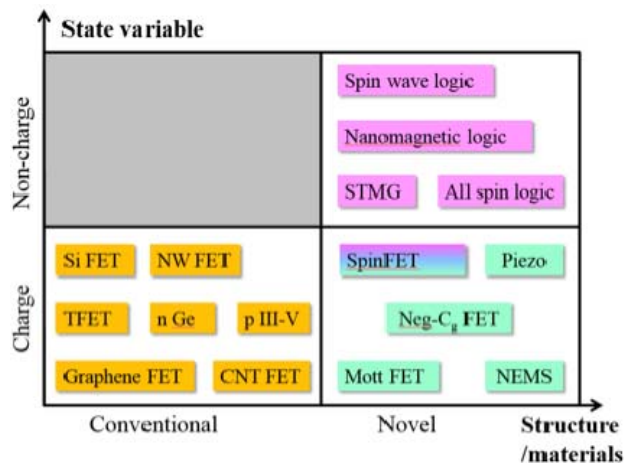 State variable
Non-charge
Spin wave logic
Nanomagnetic logic
STMG
All spin logic
Charge
Si FET
NW FET
SpinFET
Piezo
TFET
n Ge
p III-V
Neg-Cg FET
Graphene FET
CNT FET
Mott FET
NEMS
Conventional
Novel
Structure
/materials